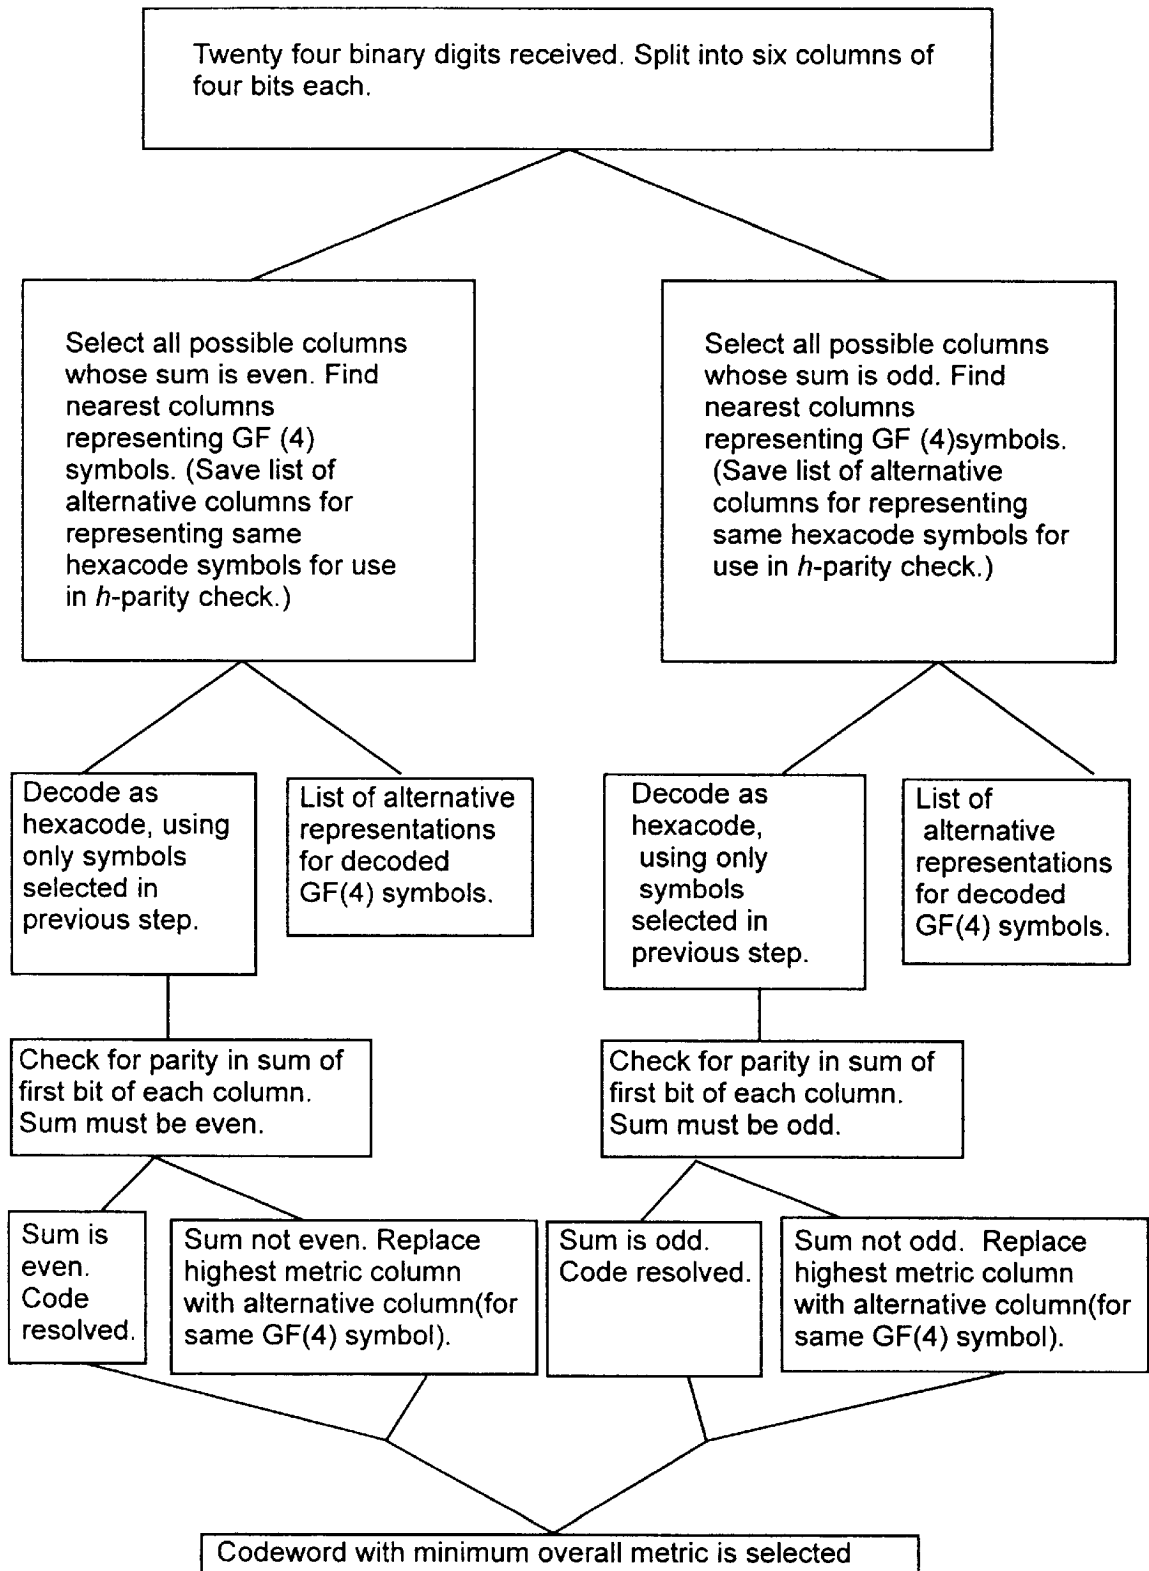 Twenty four binary digits received. Split into six columns of
four bits each.
Select all possible columns
whose sum is even. Find
nearest columns
representing GF (4)
symbols. (Save list of
alternative columns for
representing same
hexacode symbols for use
in h-parity check.)
Select all possible columns
whose sum is odd. Find
nearest columns
representing GF (4)symbols.
(Save list of alternative
columns for representing
same hexacode symbols for
use in h-parity check.)
Decode as
hexacode, using
only symbols
selected in
previous step.
List of alternative
representations
for decoded
GF(4) symbols.
Decode as
hexacode,
using only
symbols
selected in
previous step.
List of
alternative
representations
for decoded
GF(4) symbols.
Check for parity in sum of
first bit of each column.
Sum must be even.
Check for parity in sum of
first bit of each column.
Sum must be odd.
Sum is
even.
Code
resolved.
Sum not even. Replace
highest metric column
with alternative column(for
same GF(4) symbol).
Sum is odd.
Code resolved.
Sum not odd. Replace
highest metric column
with alternative column(for
same GF(4) symbol).
Codeword with minimum overall metric is selected